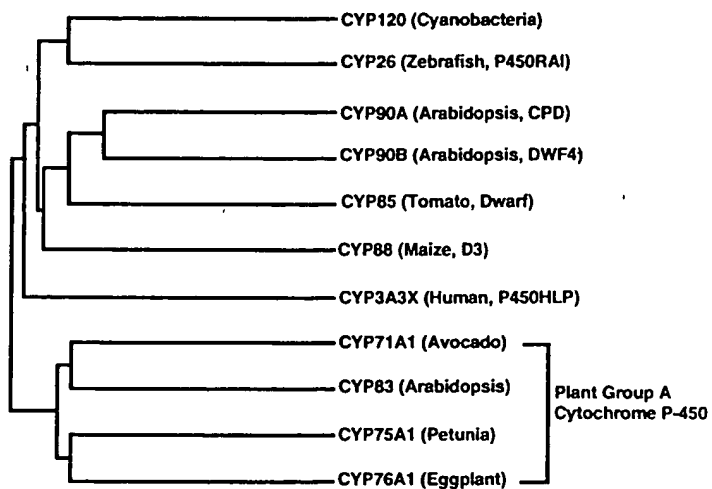 CYP120 (Cyanobacteria)
CYP26 (Zebrafish, P450RAI)
CYP90A (Arabidopsis, CPD)
CYP90B (Arabidopsis, DWF4)
CYP85 (Tomato, Dwarf)
CYP88 (Maize, D3)
CYP3A3X (Human, P450HLP)
CYP71A1 (Avocado)
CYP83 (Arabidopsis)
CYP75A1 (Petunia)
CYP76A1 (Eggplant)
Plant Group A
Cytochrome P-450